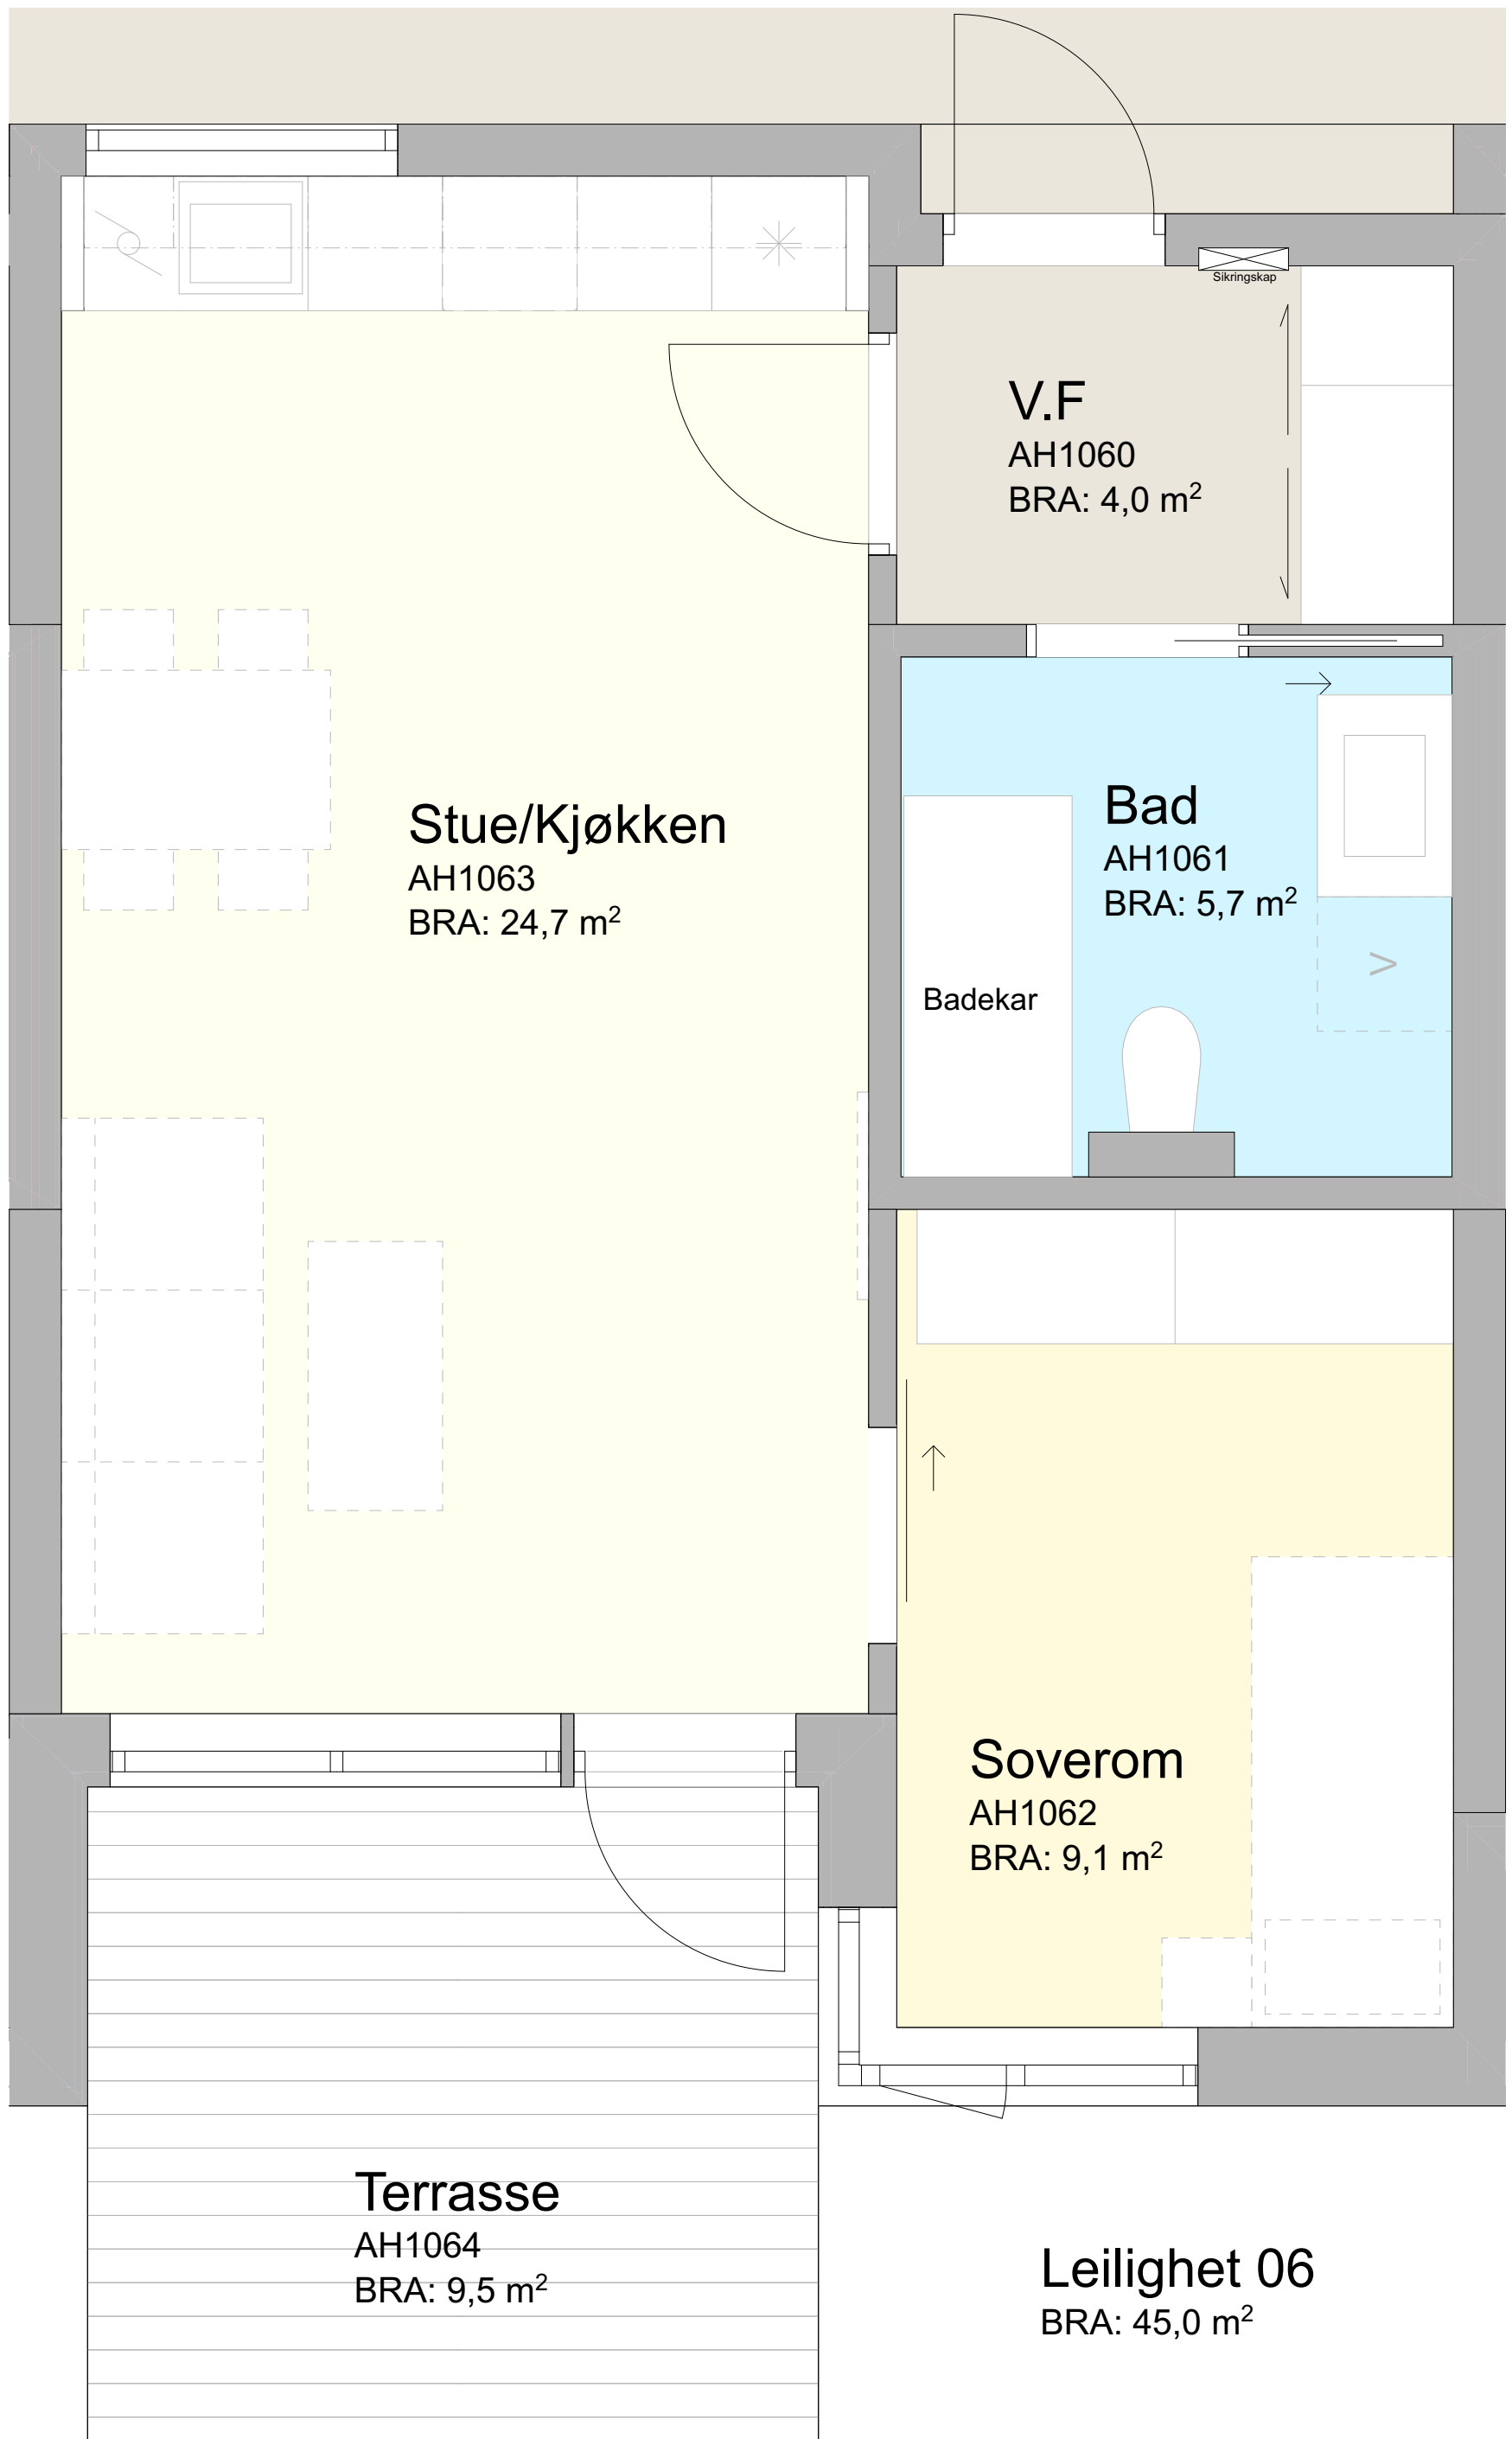 Sikringskap
V.F
AH1060
BRA: 4,0 m²
Stue/Kjøkken
AH1063
BRA: 24,7 m²
Bad
AH1061
BRA: 5,7 m²
V
Badekar
Soverom
AH1062
BRA: 9,1 m²
Terrasse
AH1064
BRA: 9,5 m²
Leilighet 06
BRA: 45,0 m²